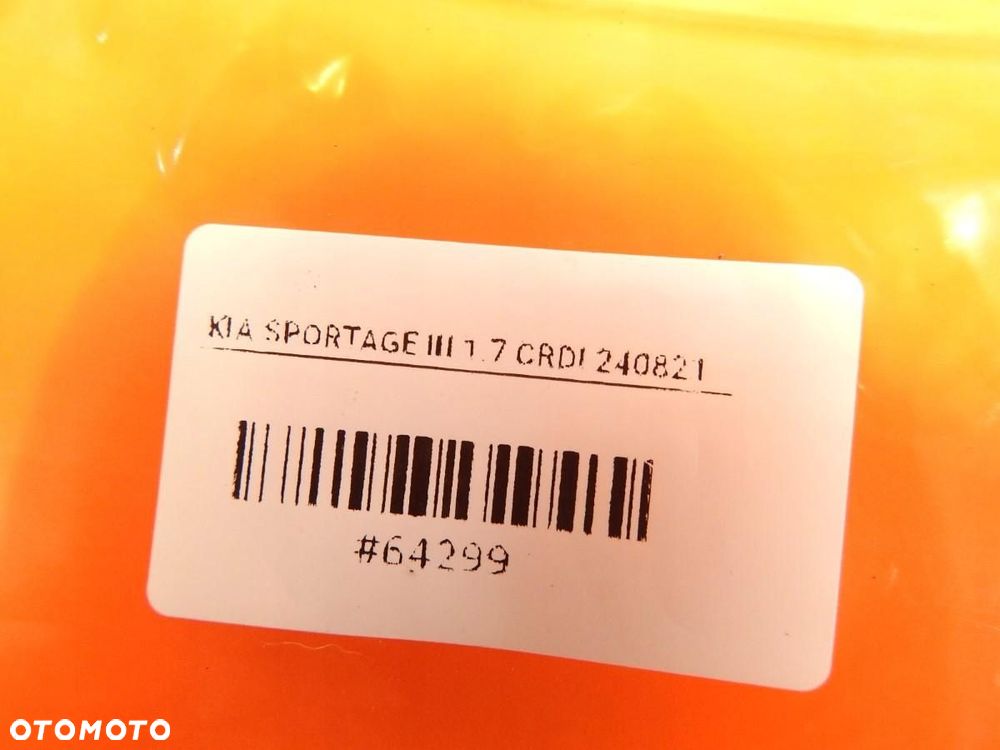 KIA SPORTAGE III 1.7 CRDI 240821
#64299
OTOMOTO